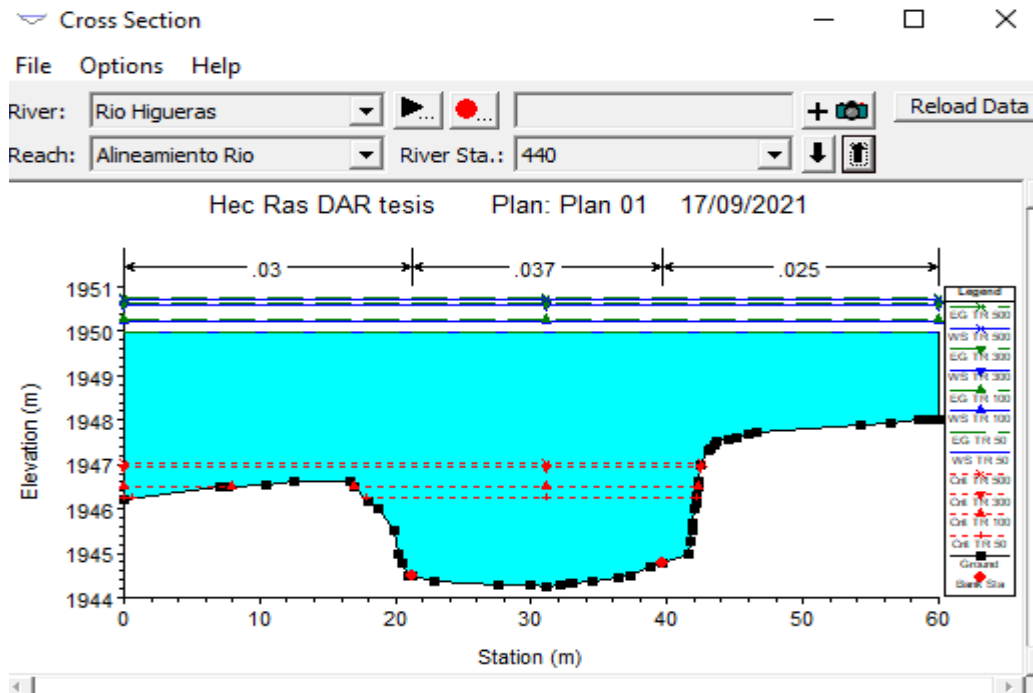 Cross Section
File Options Help
River: Rio Higueras ... ... + Reload Data
Reach: Alineamiento Rio River Sta.: 440
Hec Ras DAR tesis Plan: Plan 01 17/09/2021
.03 .037 .025
1951
1950
1949
1948
1947
1946
1945
1944
Elevation (m)
0 10 20 30 40 50 60
Station (m)
Legend
EG TR 500
WS TR 500
EG TR 300
WS TR 300
EG TR 100
WS TR 100
EG TR 50
WS TR 50
Crit TR 500
Crit TR 300
Crit TR 100
Crit TR 50
Ground
Bank Sta